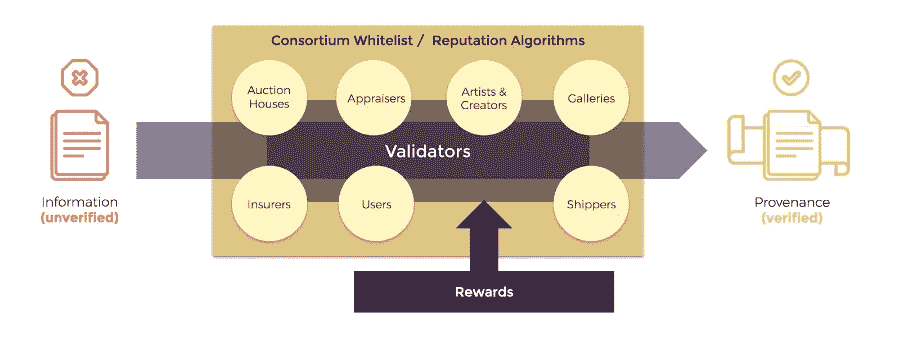 Consortium Whitelist / Reputation Algorithms
Auction
Houses
Appraisers
Artists &
Creators
Galleries
Validators
Information
(unverified)
Insurers
Users
Shippers
Provenance
(verified)
Rewards